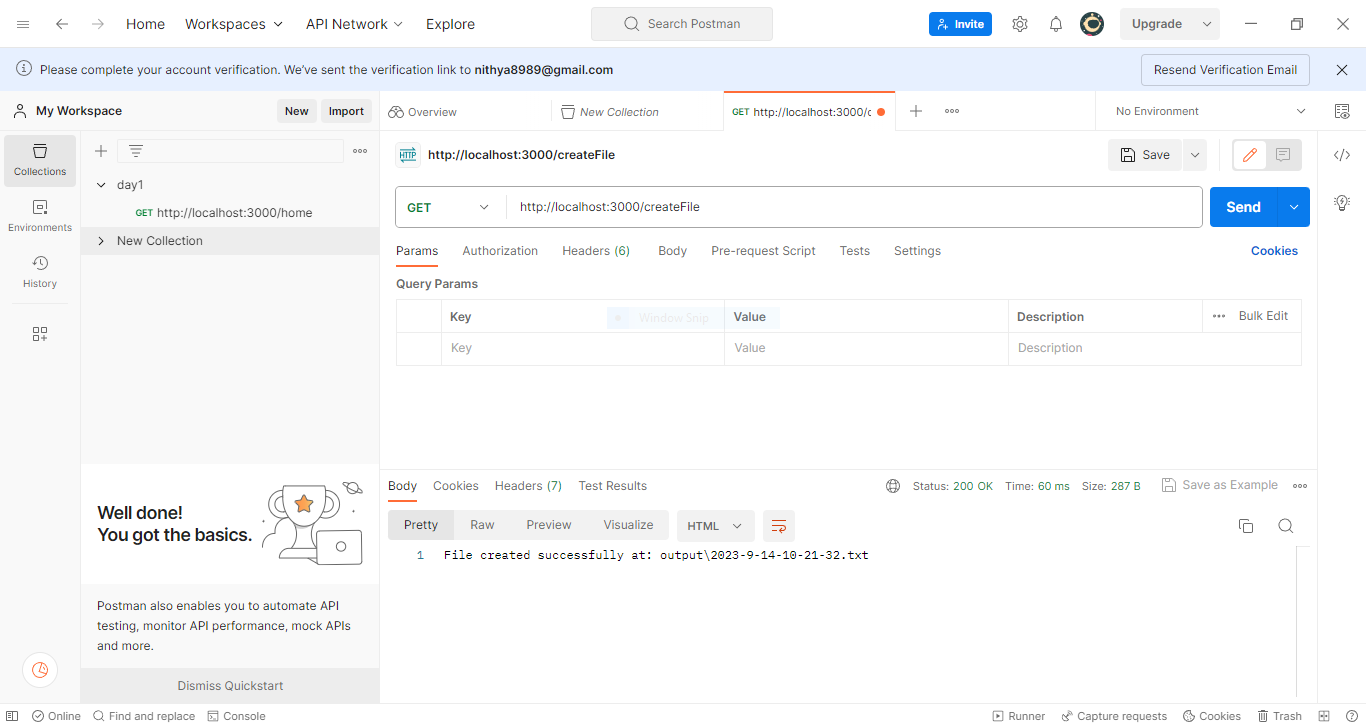 Home Workspaces API Network Explore Search Postman Invite Upgrade
Please complete your account verification. We've sent the verification link to nithya8989@gmail.com Resend Verification Email
My Workspace New Import
Overview New Collection GET http://localhost:3000/c No Environment
Collections
Environments
History
day1
GET http://localhost:3000/home
New Collection
HTTP http://localhost:3000/createFile Save
GET http://localhost:3000/createFile Send
Params Authorization Headers (6) Body Pre-request Script Tests Settings Cookies
Query Params
Key Window Snip Value Description Bulk Edit
Key Value Description
Well done!
You got the basics.
Postman also enables you to automate API
testing, monitor API performance, mock APIs
and more.
Dismiss Quickstart
Body Cookies Headers (7) Test Results Status: 200 OK Time: 60 ms Size: 287 B Save as Example
Pretty Raw Preview Visualize HTML
1 File created successfully at: output\2023-9-14-10-21-32.txt
Online Find and replace Console Runner Capture requests Cookies Trash